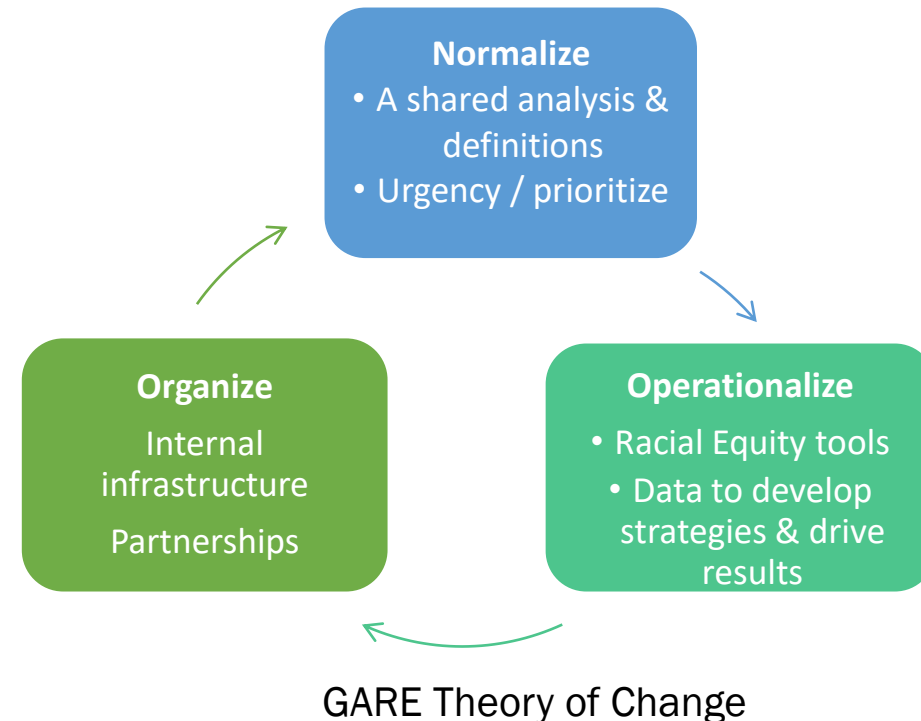 Normalize
• A shared analysis &
definitions
• Urgency / prioritize
Organize
Internal
infrastructure
Partnerships
Operationalize
• Racial Equity tools
• Data to develop
strategies & drive
results
GARE Theory of Change